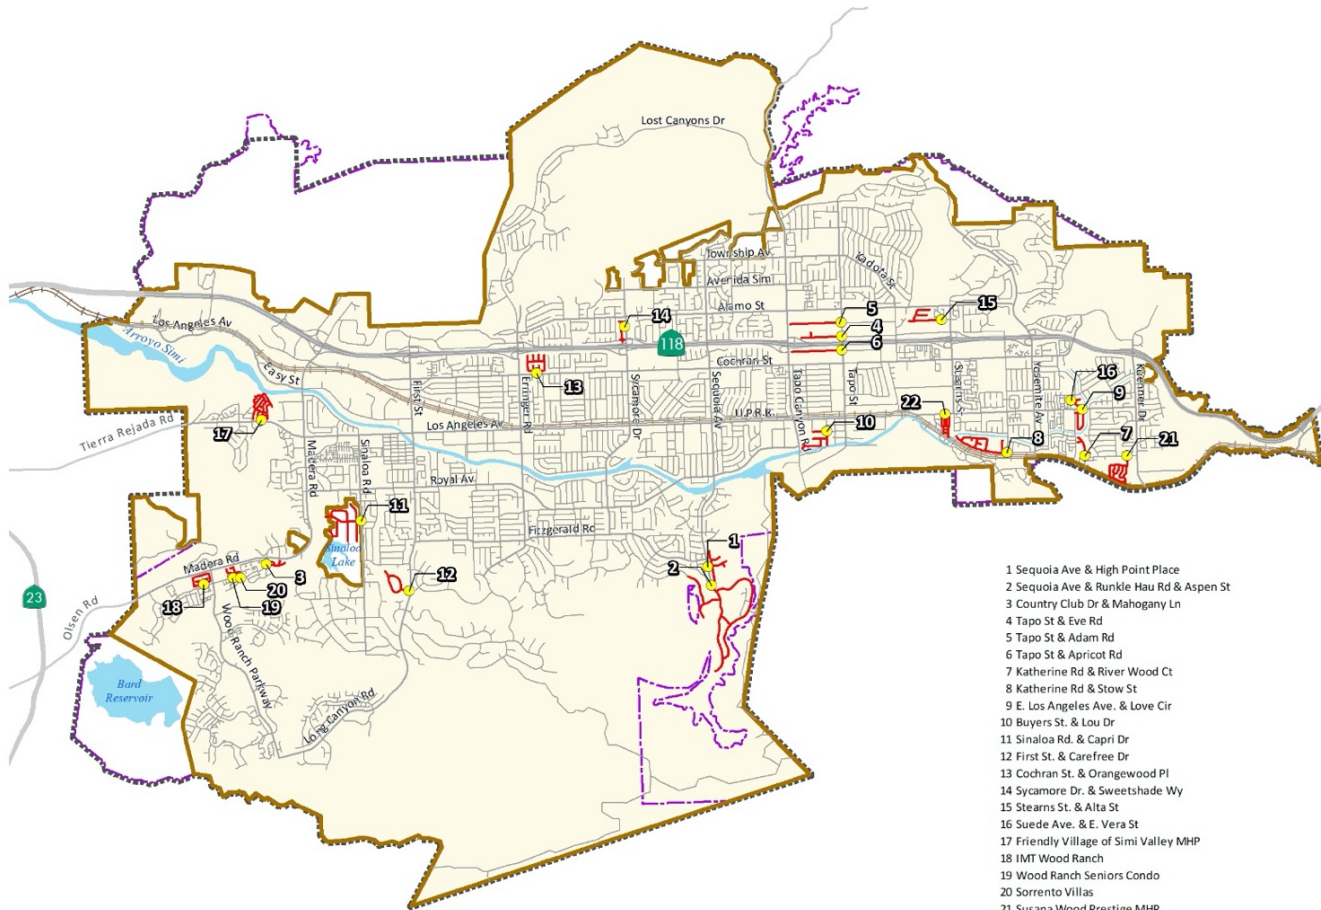 Lost Canyons Dr
Township Av
Kadota St
Avenida Sim
Alamo St
5
15
14
4
118
6
Los Angeles Av
Arroyo Simi
Easy St
Cochran St
13
First St
Erringer Rd
Sycamore Dr
Sequoia Av
Tapo Canyon Rd
Tapo St
Stearns St
Yosemite Av
Kuehner Dr
16
9
U.P.R.R.
22
10
Los Angeles Av
Tierra Rejada Rd
17
Madera Rd
Sinaloa Rd
Royal Av
8
7
21
11
Fitzgerald Rd
Sinaloa
Lake
1
2
Madera Rd
3
12
18
20
19
23
Olsen Rd
Wood Ranch Parkway
Bard
Reservoir
Long Canyon Rd
1 Sequoia Ave & High Point Place
2 Sequoia Ave & Runkle Hau Rd & Aspen St
3 Country Club Dr & Mahogany Ln
4 Tapo St & Eve Rd
5 Tapo St & Adam Rd
6 Tapo St & Apricot Rd
7 Katherine Rd & River Wood Ct
8 Katherine Rd & Stow St
9 E. Los Angeles Ave. & Love Cir
10 Buyers St. & Lou Dr
11 Sinaloa Rd. & Capri Dr
12 First St. & Carefree Dr
13 Cochran St. & Orangewood Pl
14 Sycamore Dr. & Sweetshade Wy
15 Stearns St. & Alta St
16 Suede Ave. & E. Vera St
17 Friendly Village of Simi Valley MHP
18 IMT Wood Ranch
19 Wood Ranch Seniors Condo
20 Sorrento Villas
21 Susana Wood Prestige MHP